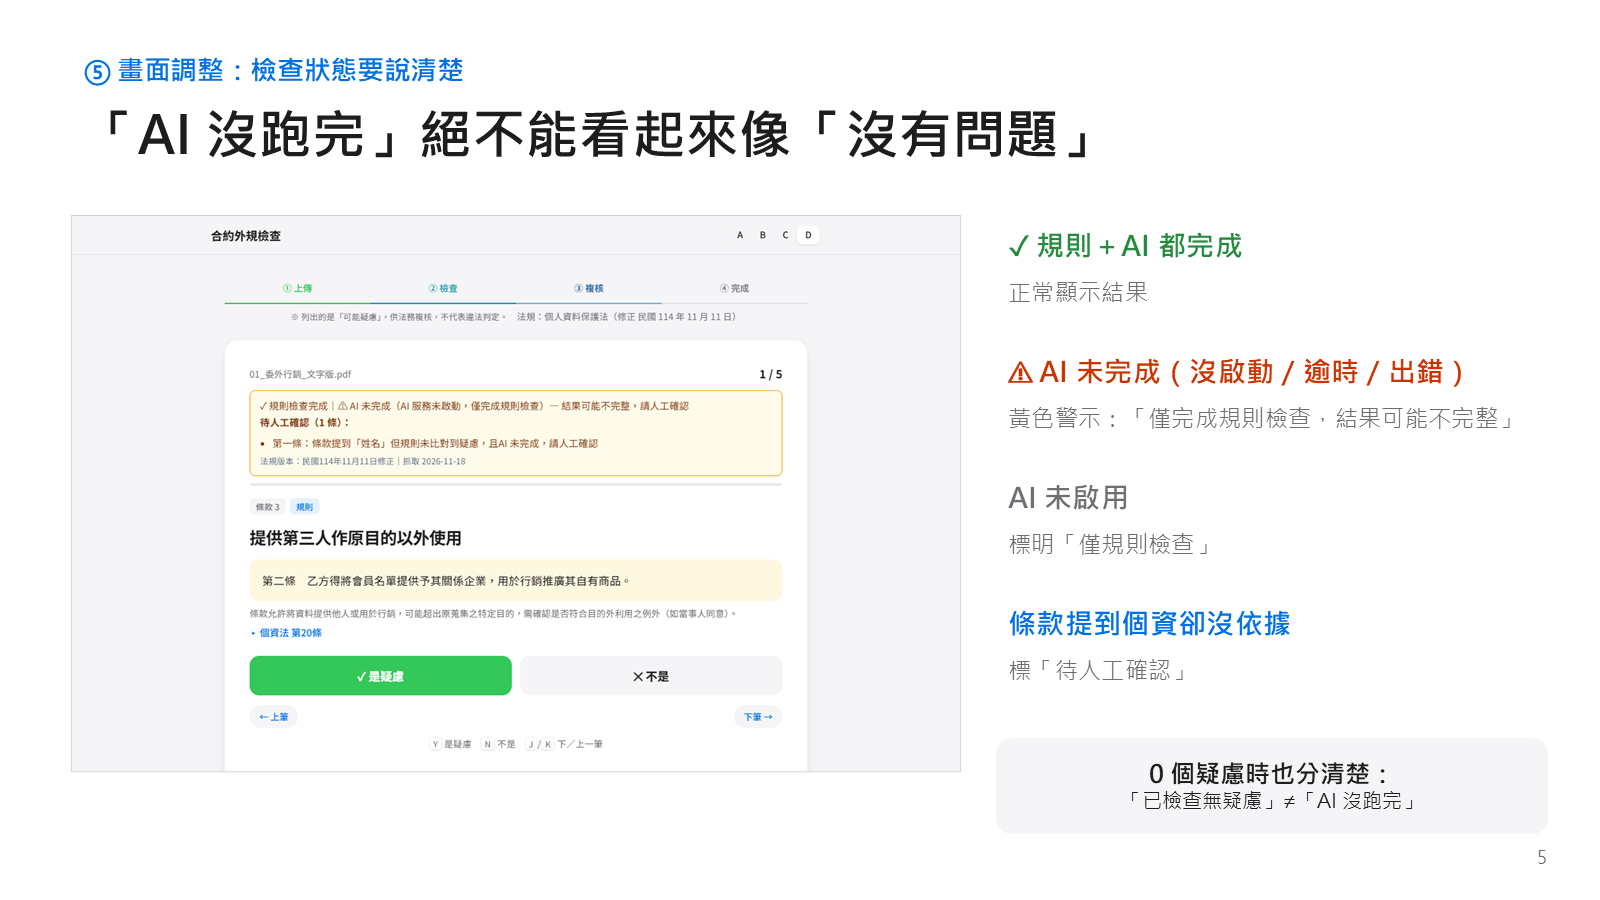 ⑤ 畫面調整：檢查狀態要說清楚
「AI 沒跑完」絕不能看起來像「沒有問題」
合約外規檢查
A B C D
① 上傳 ② 檢查 ③ 複核 ④ 完成
※ 列出的是「可能疑慮」，供法務複核，不代表違法判定。 法規：個人資料保護法（修正 民國 114 年 11 月 11 日）
01_委外行銷_文字版.pdf 1 / 5
✓ 規則檢查完成｜⚠ AI 未完成（AI 服務未啟動，僅完成規則檢查）— 結果可能不完整，請人工確認
待人工確認（1 條）：
• 第一條：條款提到「姓名」但規則未比對到疑慮，且AI 未完成，請人工確認
法規版本：民國114年11月11日修正｜抓取 2026-11-18
條款 3 規則
提供第三人作原目的以外使用
第二條　乙方得將會員名單提供予其關係企業，用於行銷推廣其自有商品。
條款允許將資料提供他人或用於行銷，可能超出原蒐集之特定目的，需確認是否符合目的外利用之例外（如當事人同意）。
▸ 個資法 第20條
✓ 是疑慮 ✕ 不是
← 上筆 下筆 →
Y 是疑慮 N 不是 J / K 下／上一筆
✓ 規則 + AI 都完成
正常顯示結果
⚠ AI 未完成（沒啟動 / 逾時 / 出錯）
黃色警示：「僅完成規則檢查，結果可能不完整」
AI 未啟用
標明「僅規則檢查」
條款提到個資卻沒依據
標「待人工確認」
0 個疑慮時也分清楚：
「已檢查無疑慮」≠「AI 沒跑完」
5